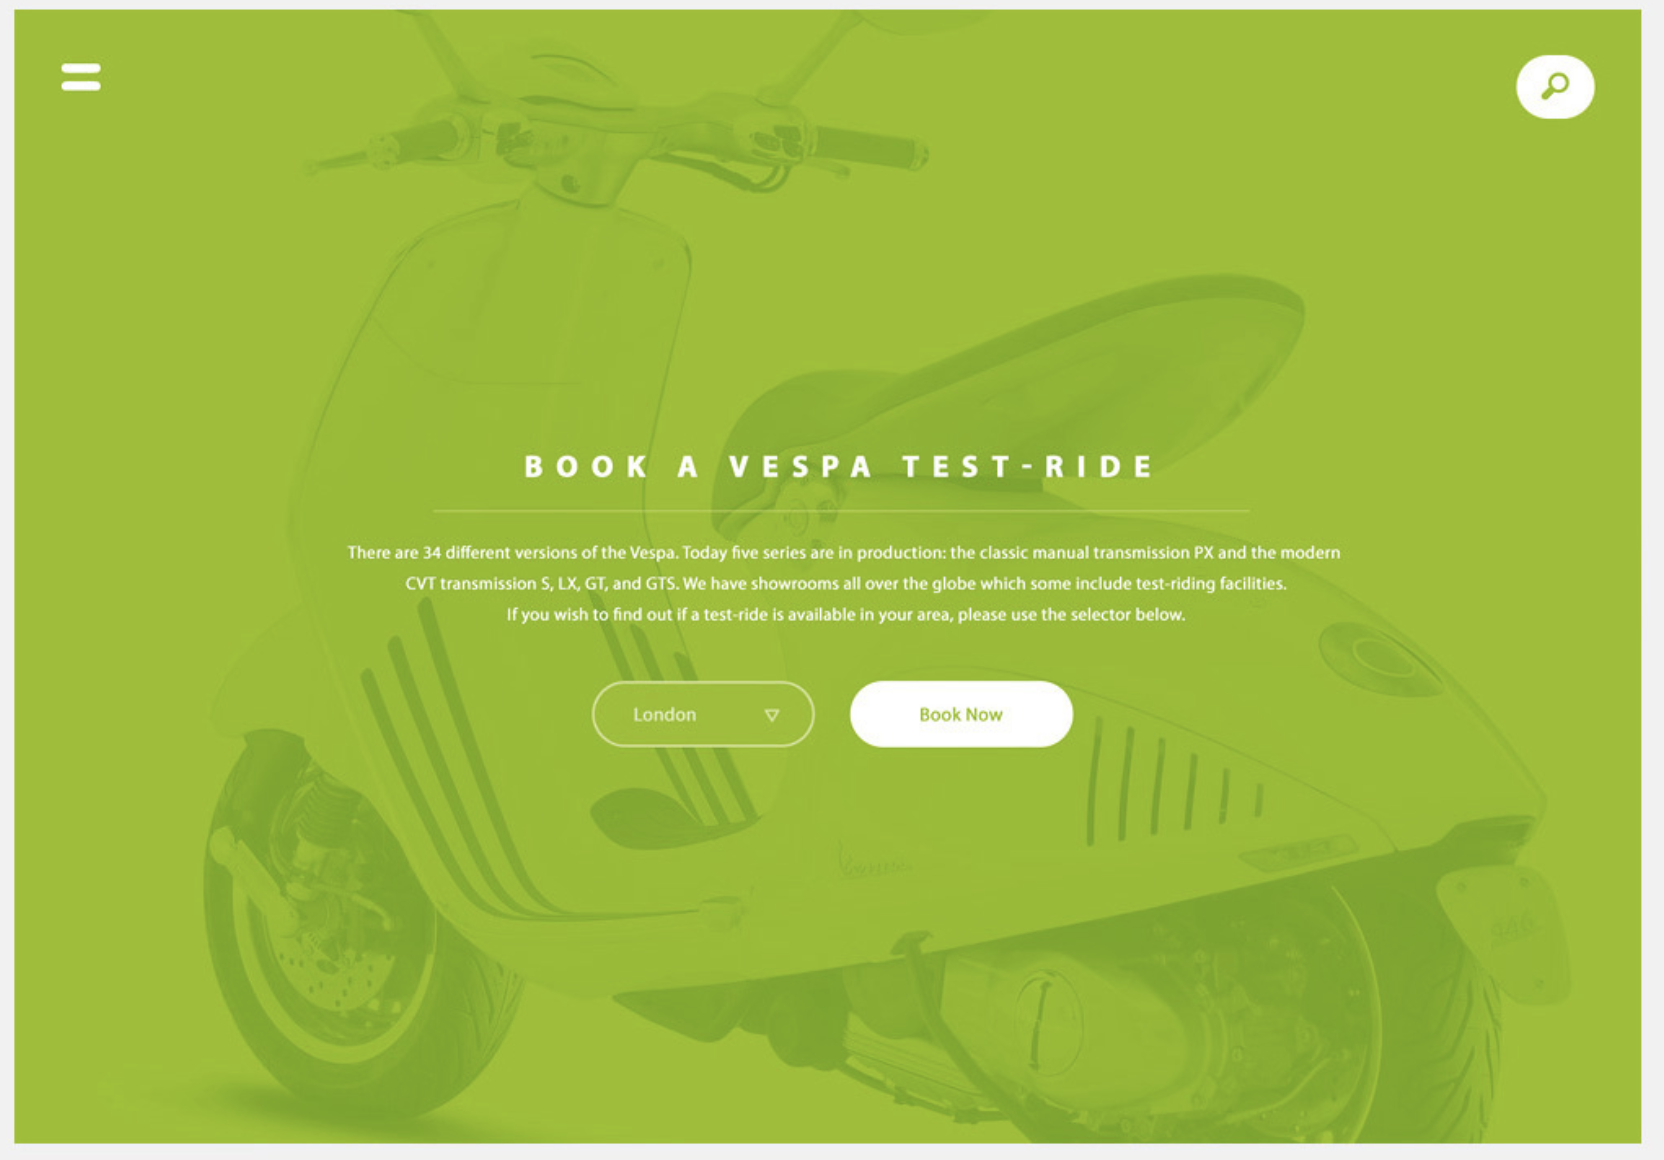 BOOK A VESPA TEST-RIDE
There are 34 different versions of the Vespa. Today five series are in production: the classic manual transmission PX and the modern
CVT transmission S, LX, GT, and GTS. We have showrooms all over the globe which some include test-riding facilities.
If you wish to find out if a test-ride is available in your area, please use the selector below.
London
Book Now
Vespa
946